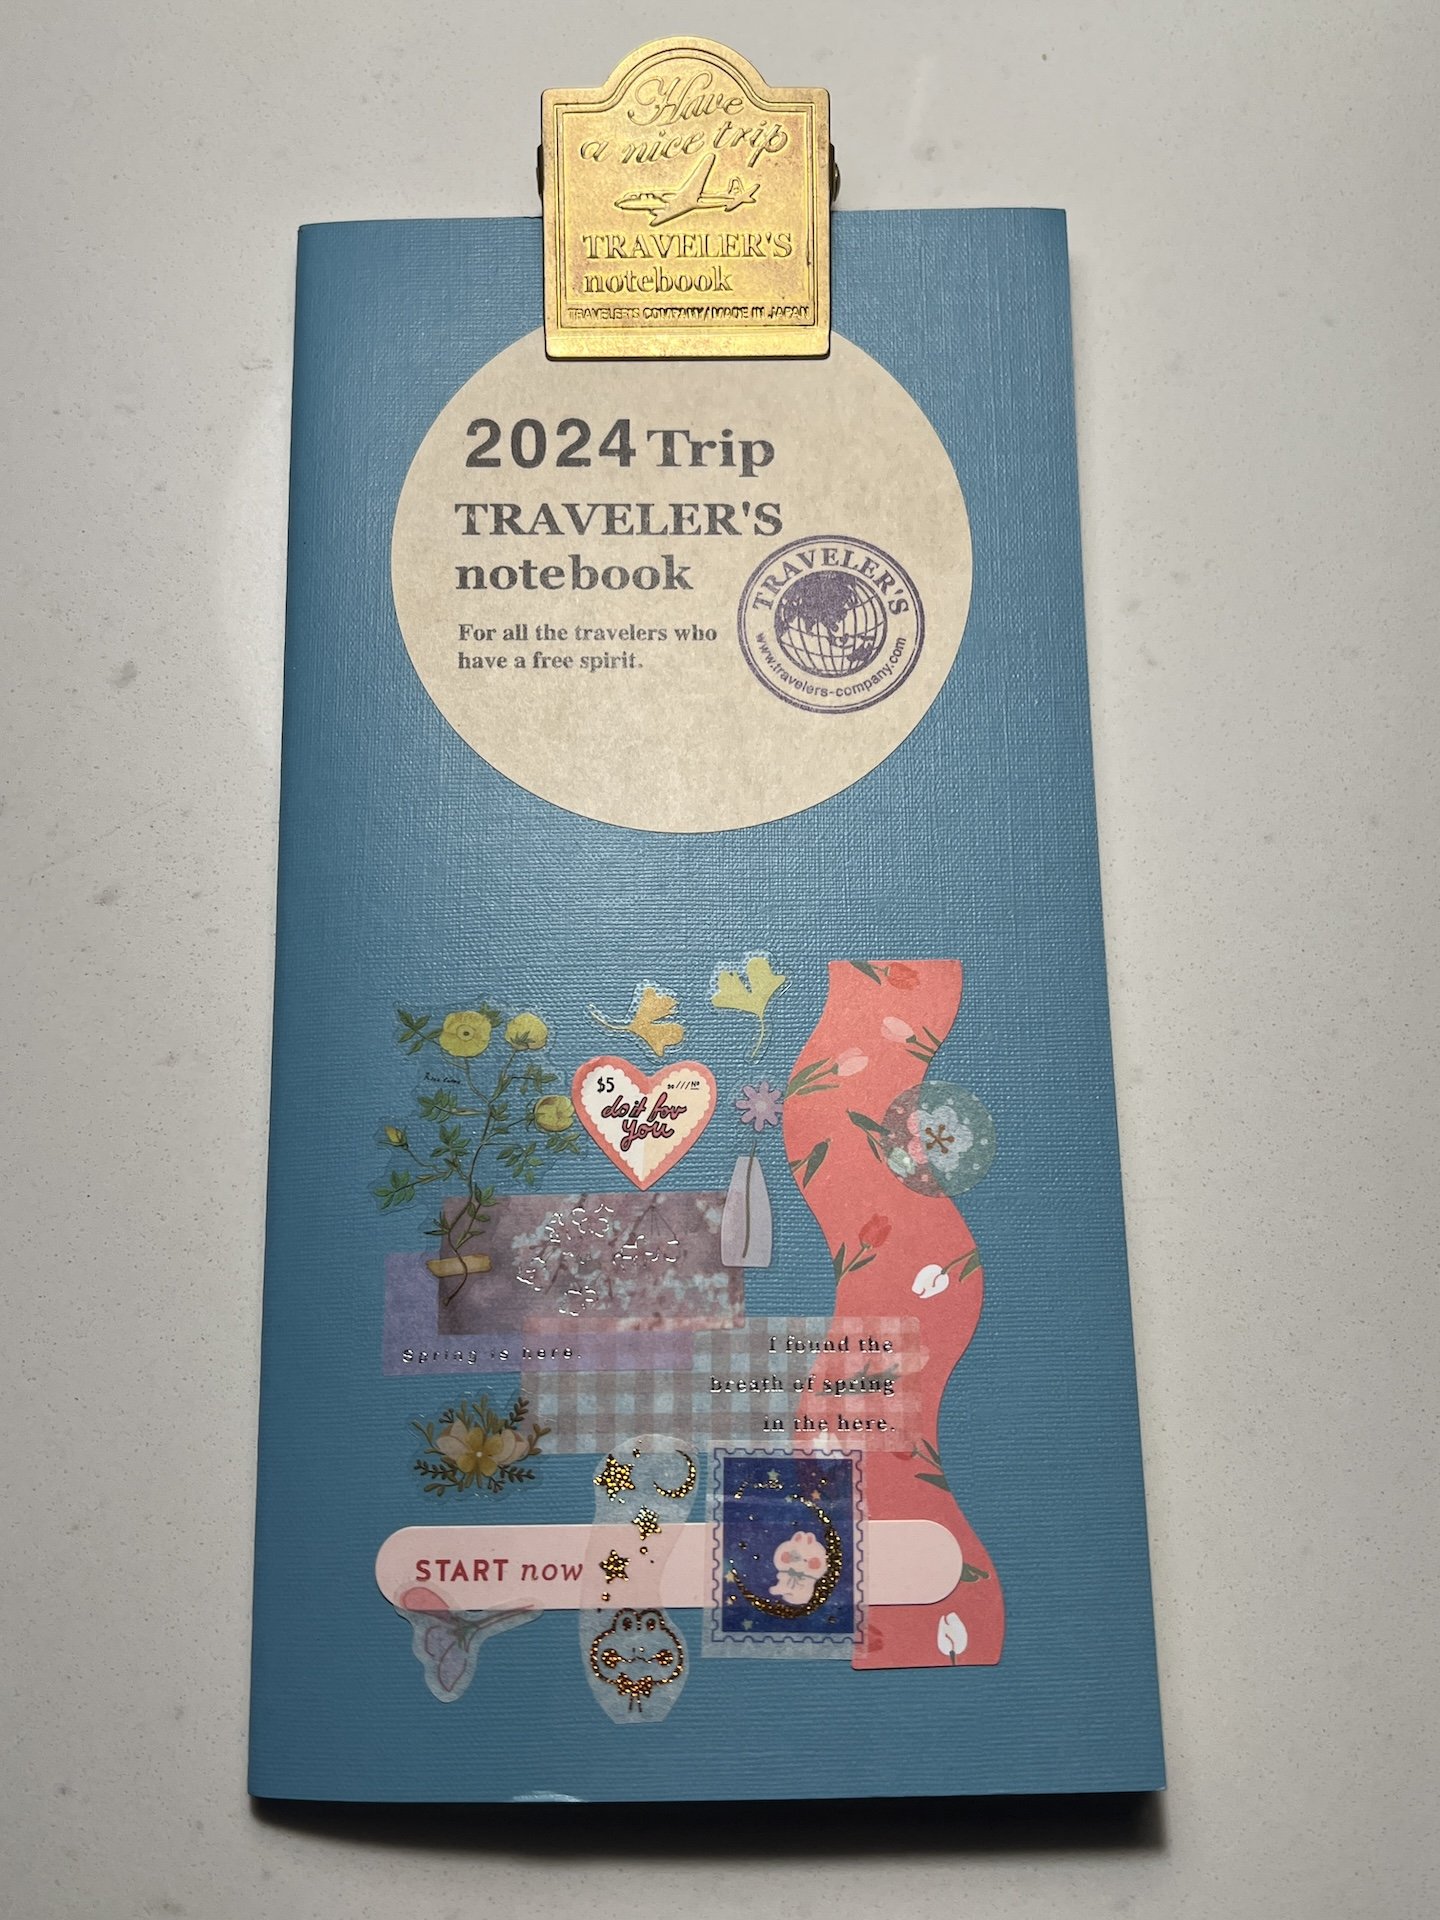 Have
a nice trip
TRAVELER'S
notebook
TRAVELER'S COMPANY/MADE IN JAPAN
2024 Trip
TRAVELER'S
notebook
For all the travelers who
have a free spirit.
TRAVELER'S
www.travelers-company.com
$5
do it for
you
Spring is here.
I found the
breath of spring
in the here.
START now